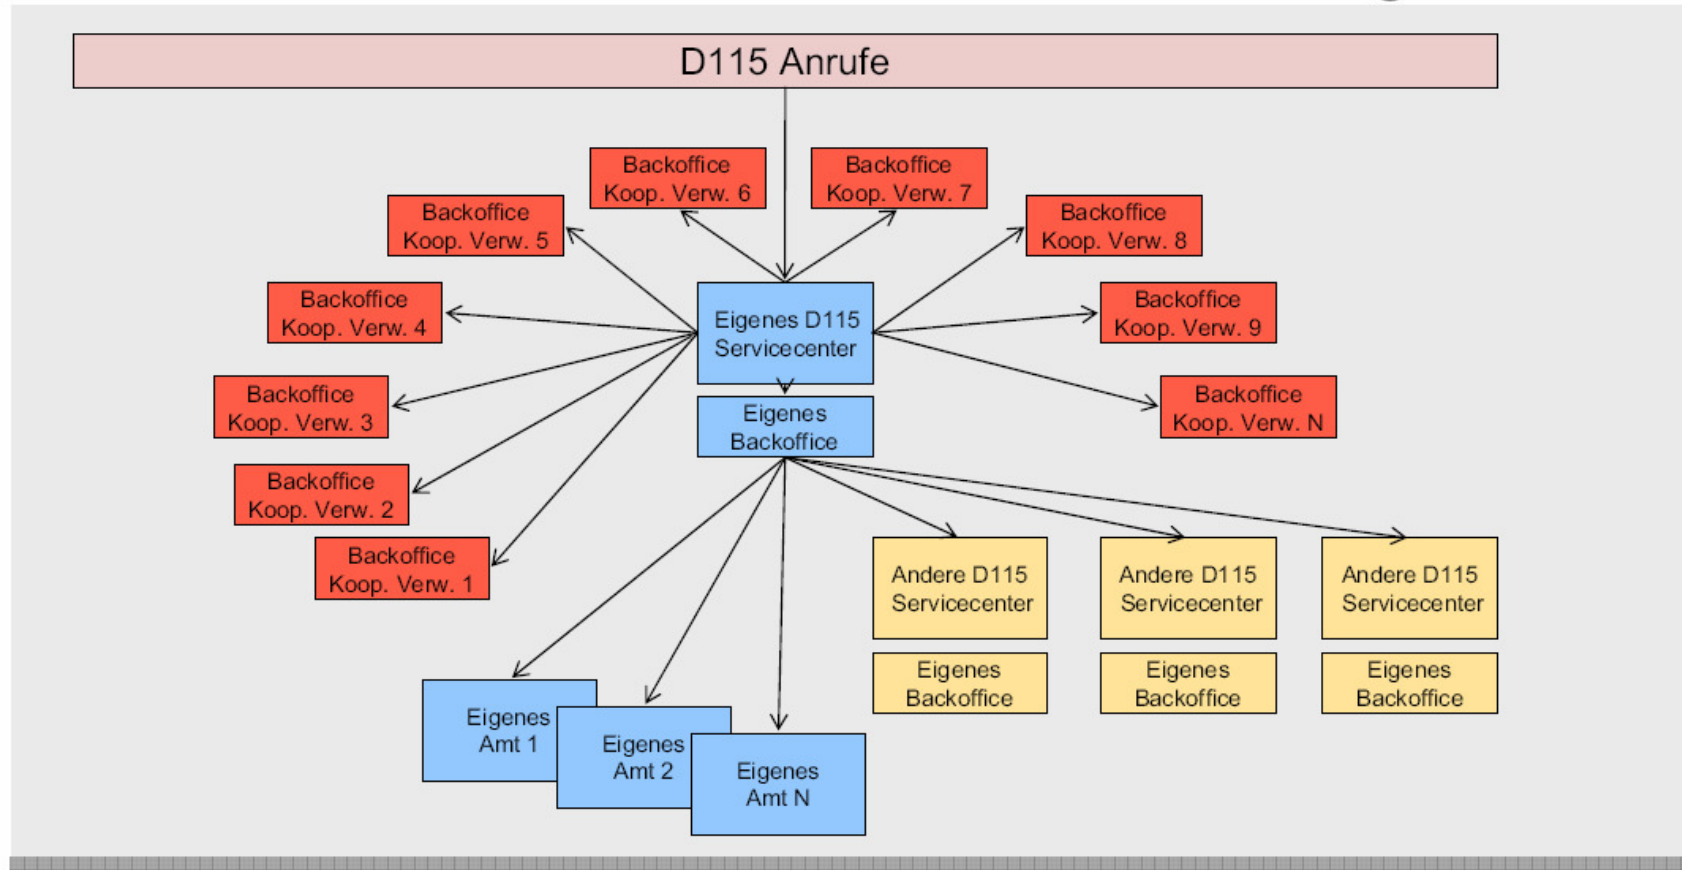 D115 Anrufe
Backoffice
Koop. Verw. 6
Backoffice
Koop. Verw. 7
Backoffice
Koop. Verw. 5
Backoffice
Koop. Verw. 8
Backoffice
Koop. Verw. 4
Eigenes D115
Servicecenter
Backoffice
Koop. Verw. 9
Backoffice
Koop. Verw. 3
Eigenes
Backoffice
Backoffice
Koop. Verw. N
Backoffice
Koop. Verw. 2
Backoffice
Koop. Verw. 1
Andere D115
Servicecenter
Andere D115
Servicecenter
Andere D115
Servicecenter
Eigenes
Backoffice
Eigenes
Backoffice
Eigenes
Backoffice
Eigenes
Amt 1
Eigenes
Amt 2
Eigenes
Amt N